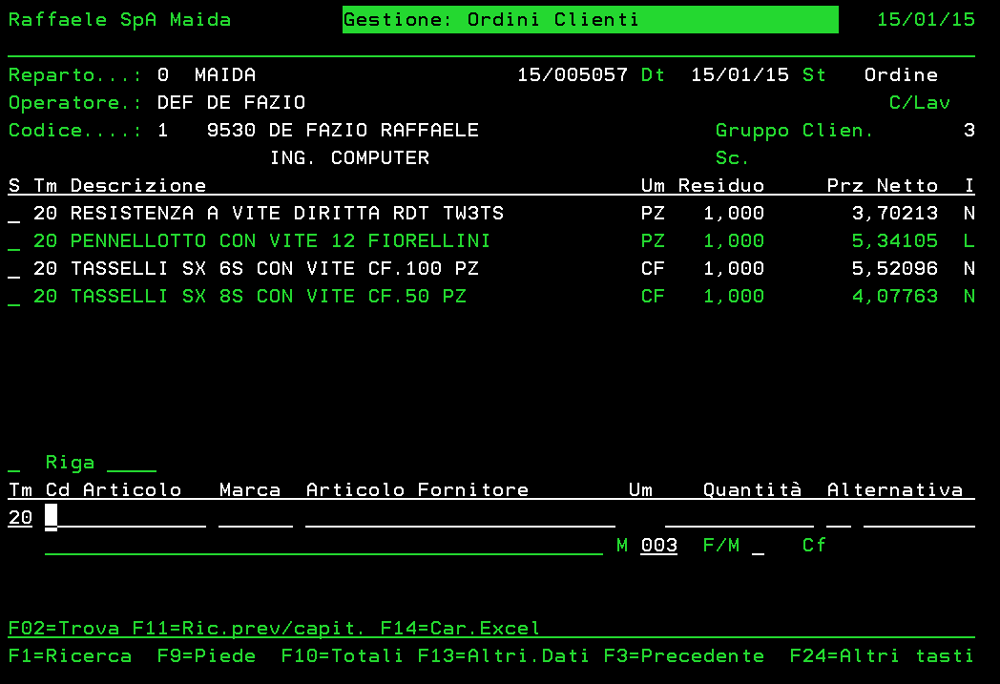 Raffaele SpA Maida Gestione: Ordini Clienti 15/01/15
Reparto...: 0 MAIDA 15/005057 Dt 15/01/15 St Ordine
Operatore.: DEF DE FAZIO C/Lav
Codice....: 1 9530 DE FAZIO RAFFAELE Gruppo Clien. 3
ING. COMPUTER Sc.
S Tm Descrizione Um Residuo Prz Netto I
_ 20 RESISTENZA A VITE DIRITTA RDT TW3TS PZ 1,000 3,70213 N
_ 20 PENNELLOTTO CON VITE 12 FIORELLINI PZ 1,000 5,34105 L
_ 20 TASSELLI SX 6S CON VITE CF.100 PZ CF 1,000 5,52096 N
_ 20 TASSELLI SX 8S CON VITE CF.50 PZ CF 1,000 4,07763 N
_ Riga ____
Tm Cd Articolo Marca Articolo Fornitore Um Quantità Alternativa
20
M 003 F/M _ Cf
F02=Trova F11=Ric.prev/capit. F14=Car.Excel
F1=Ricerca F9=Piede F10=Totali F13=Altri.Dati F3=Precedente F24=Altri tasti